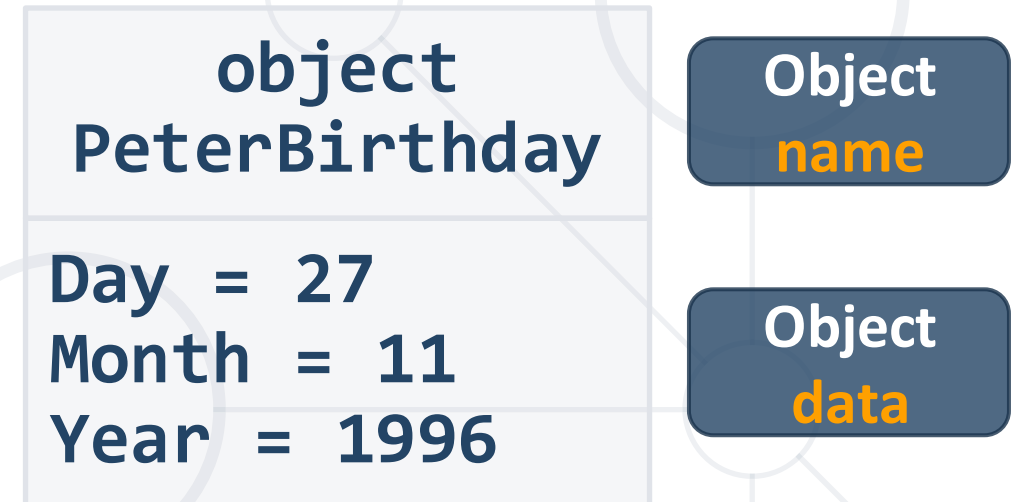 object
PeterBirthday
Object
name
Day = 27
Month = 11
Year = 1996
Object
data